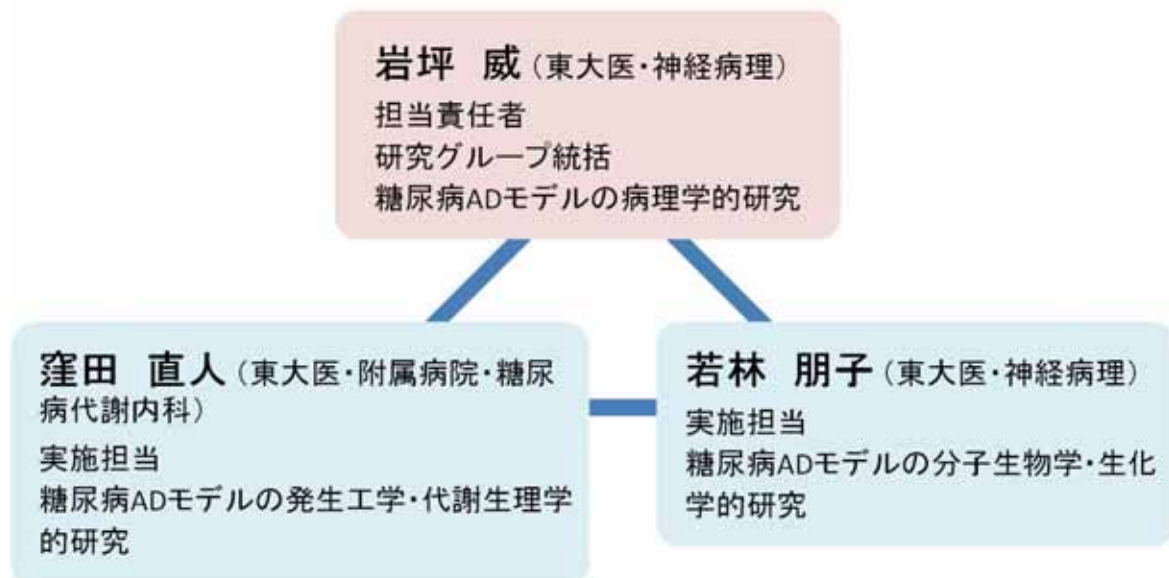 岩坪 威（東大医・神経病理）
担当責任者
研究グループ統括
糖尿病ADモデルの病理学的研究
窪田 直人（東大医・附属病院・糖尿
病代謝内科）
実施担当
糖尿病ADモデルの発生工学・代謝生理学
的研究
若林 朋子（東大医・神経病理）
実施担当
糖尿病ADモデルの分子生物学・生化
学的研究